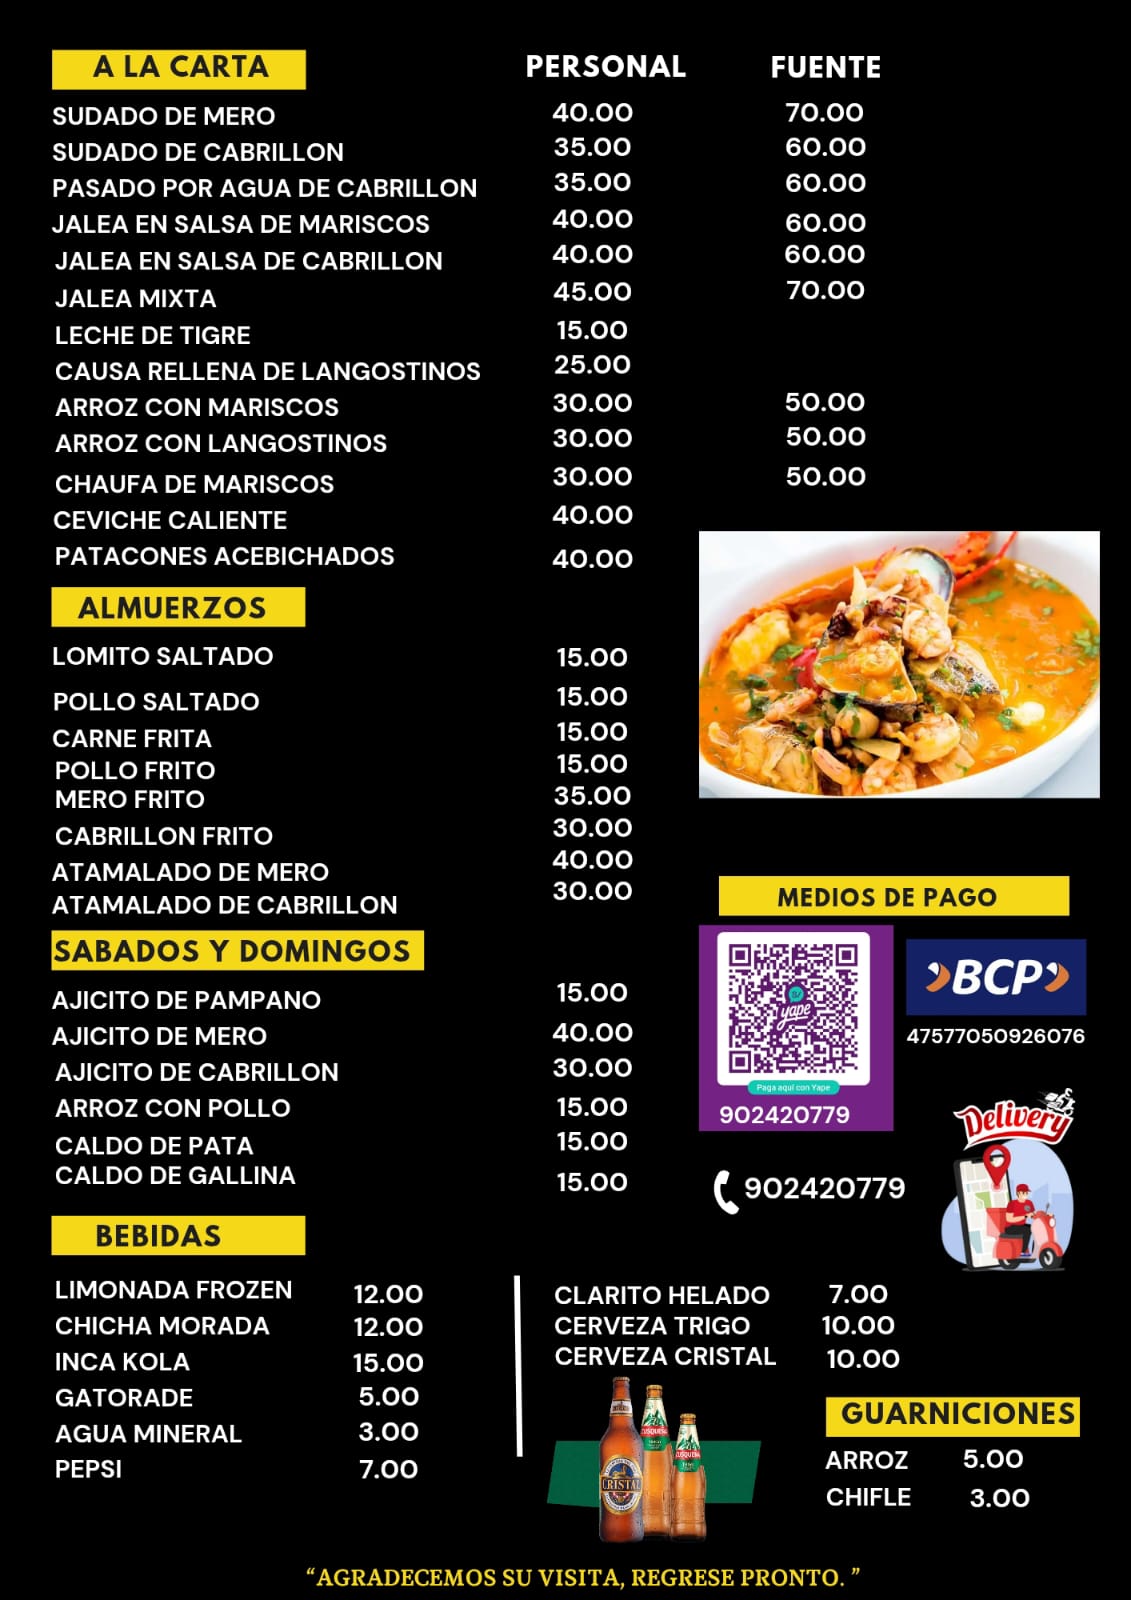 A LA CARTA PERSONAL FUENTE
SUDADO DE MERO 40.00 70.00
SUDADO DE CABRILLON 35.00 60.00
PASADO POR AGUA DE CABRILLON 35.00 60.00
JALEA EN SALSA DE MARISCOS 40.00 60.00
JALEA EN SALSA DE CABRILLON 40.00 60.00
JALEA MIXTA 45.00 70.00
LECHE DE TIGRE 15.00
CAUSA RELLENA DE LANGOSTINOS 25.00
ARROZ CON MARISCOS 30.00 50.00
ARROZ CON LANGOSTINOS 30.00 50.00
CHAUFA DE MARISCOS 30.00 50.00
CEVICHE CALIENTE 40.00
PATACONES ACEBICHADOS 40.00
ALMUERZOS
LOMITO SALTADO 15.00
POLLO SALTADO 15.00
CARNE FRITA 15.00
POLLO FRITO 15.00
MERO FRITO 35.00
CABRILLON FRITO 30.00
ATAMALADO DE MERO 40.00
ATAMALADO DE CABRILLON 30.00
SABADOS Y DOMINGOS
AJICITO DE PAMPANO 15.00
AJICITO DE MERO 40.00
AJICITO DE CABRILLON 30.00
ARROZ CON POLLO 15.00
CALDO DE PATA 15.00
CALDO DE GALLINA 15.00
MEDIOS DE PAGO
S/
yape
Paga aquí con Yape
902420779
BCP
47577050926076
902420779
Delivery
BEBIDAS
LIMONADA FROZEN 12.00
CHICHA MORADA 12.00
INCA KOLA 15.00
GATORADE 5.00
AGUA MINERAL 3.00
PEPSI 7.00
CLARITO HELADO 7.00
CERVEZA TRIGO 10.00
CERVEZA CRISTAL 10.00
CRISTAL
CUSQUEÑA
CUSQUEÑA
GUARNICIONES
ARROZ 5.00
CHIFLE 3.00
“AGRADECEMOS SU VISITA, REGRESE PRONTO. ”